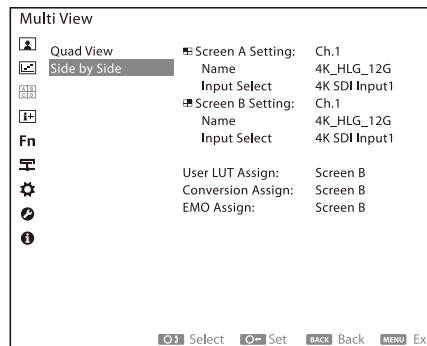 Multi View
Quad View
Side by Side
Screen A Setting: Ch.1
Name 4K_HLG_12G
Input Select 4K SDI Input1
Screen B Setting: Ch.1
Name 4K_HLG_12G
Input Select 4K SDI Input1
User LUT Assign: Screen B
Conversion Assign: Screen B
EMO Assign: Screen B
A B
C D
Fn
Select Set BACK Back MENU Ex